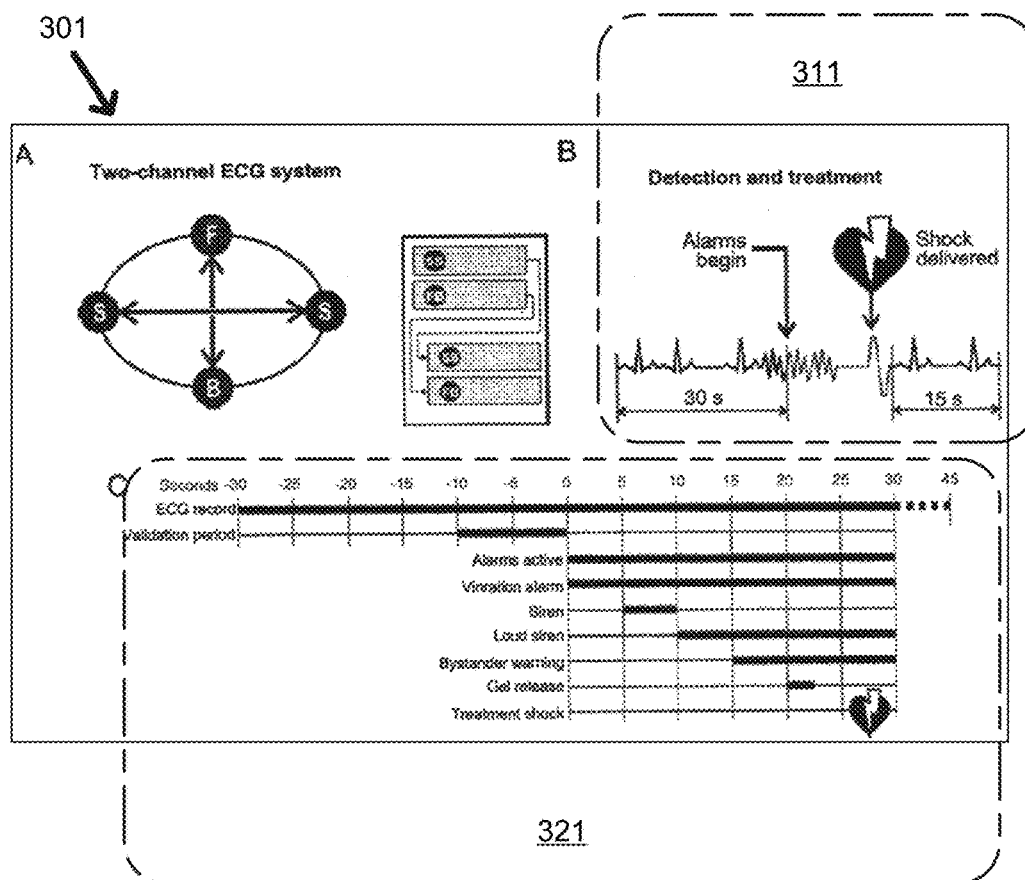 301
311
A
B
Two-channel ECG system
Detection and treatment
F
S
S
B
Alarms
begin
Shock
delivered
30 s
15 s
C
Seconds -30 -25 -20 -15 -10 -5 0 5 10 15 20 25 30 45
ECG record
Validation period
Alarms active
Vinration alarm
Siren
Loud siren
Bystander warning
Gel release
Treatment shock
321